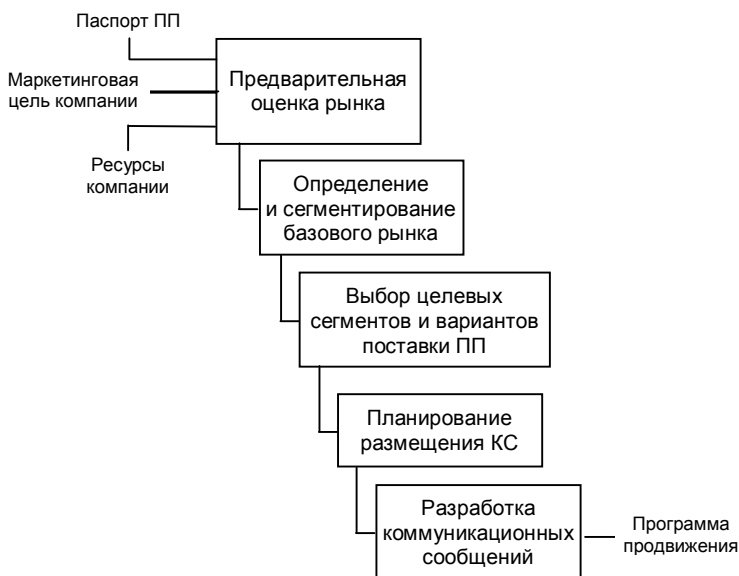 Паспорт ПП
Маркетинговая
цель компании
Ресурсы
компании
Предварительная
оценка рынка
Определение
и сегментирование
базового рынка
Выбор целевых
сегментов и вариантов
поставки ПП
Планирование
размещения КС
Разработка
коммуникационных
сообщений
Программа
продвижения